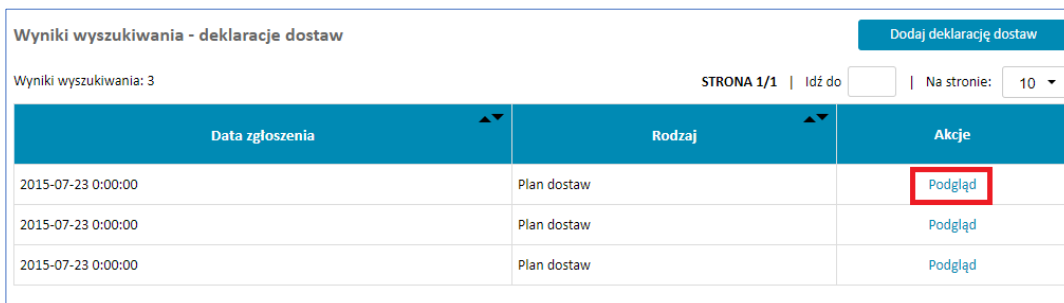 Wyniki wyszukiwania - deklaracje dostaw Dodaj deklarację dostaw
Wyniki wyszukiwania: 3 STRONA 1/1 | Idź do | Na stronie: 10
Data zgłoszenia Rodzaj Akcje
2015-07-23 0:00:00 Plan dostaw Podgląd
2015-07-23 0:00:00 Plan dostaw Podgląd
2015-07-23 0:00:00 Plan dostaw Podgląd